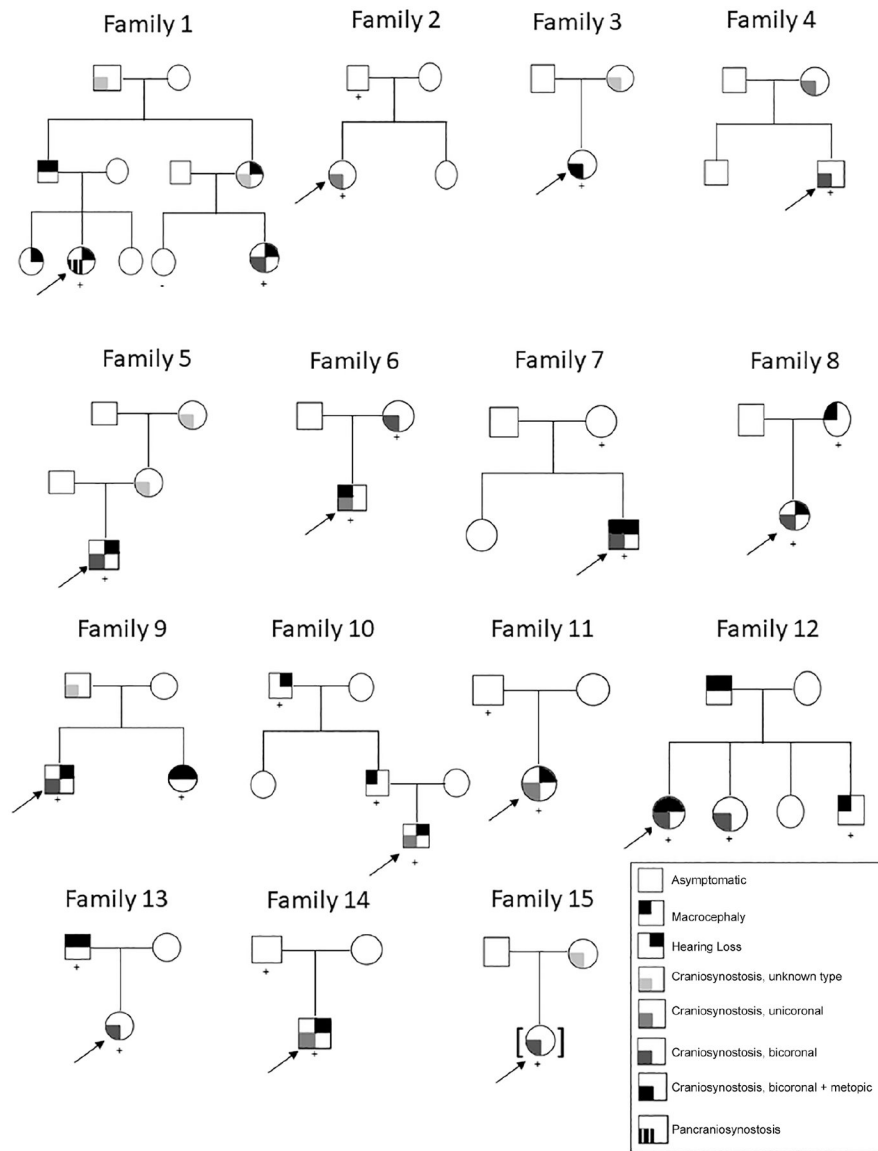 Family 1
Family 2
Family 3
Family 4
+
+
+
+
+
-
+
Family 5
Family 6
Family 7
Family 8
+
+
+
+
+
+
+
Family 9
Family 10
Family 11
Family 12
+
+
+
+
+
+
+
+
+
+
Family 13
Family 14
Family 15
+
+
+
+
[ ]
+
Asymptomatic
Macrocephaly
Hearing Loss
Craniosynostosis, unknown type
Craniosynostosis, unicoronal
Craniosynostosis, bicoronal
Craniosynostosis, bicoronal + metopic
Pancraniosynostosis